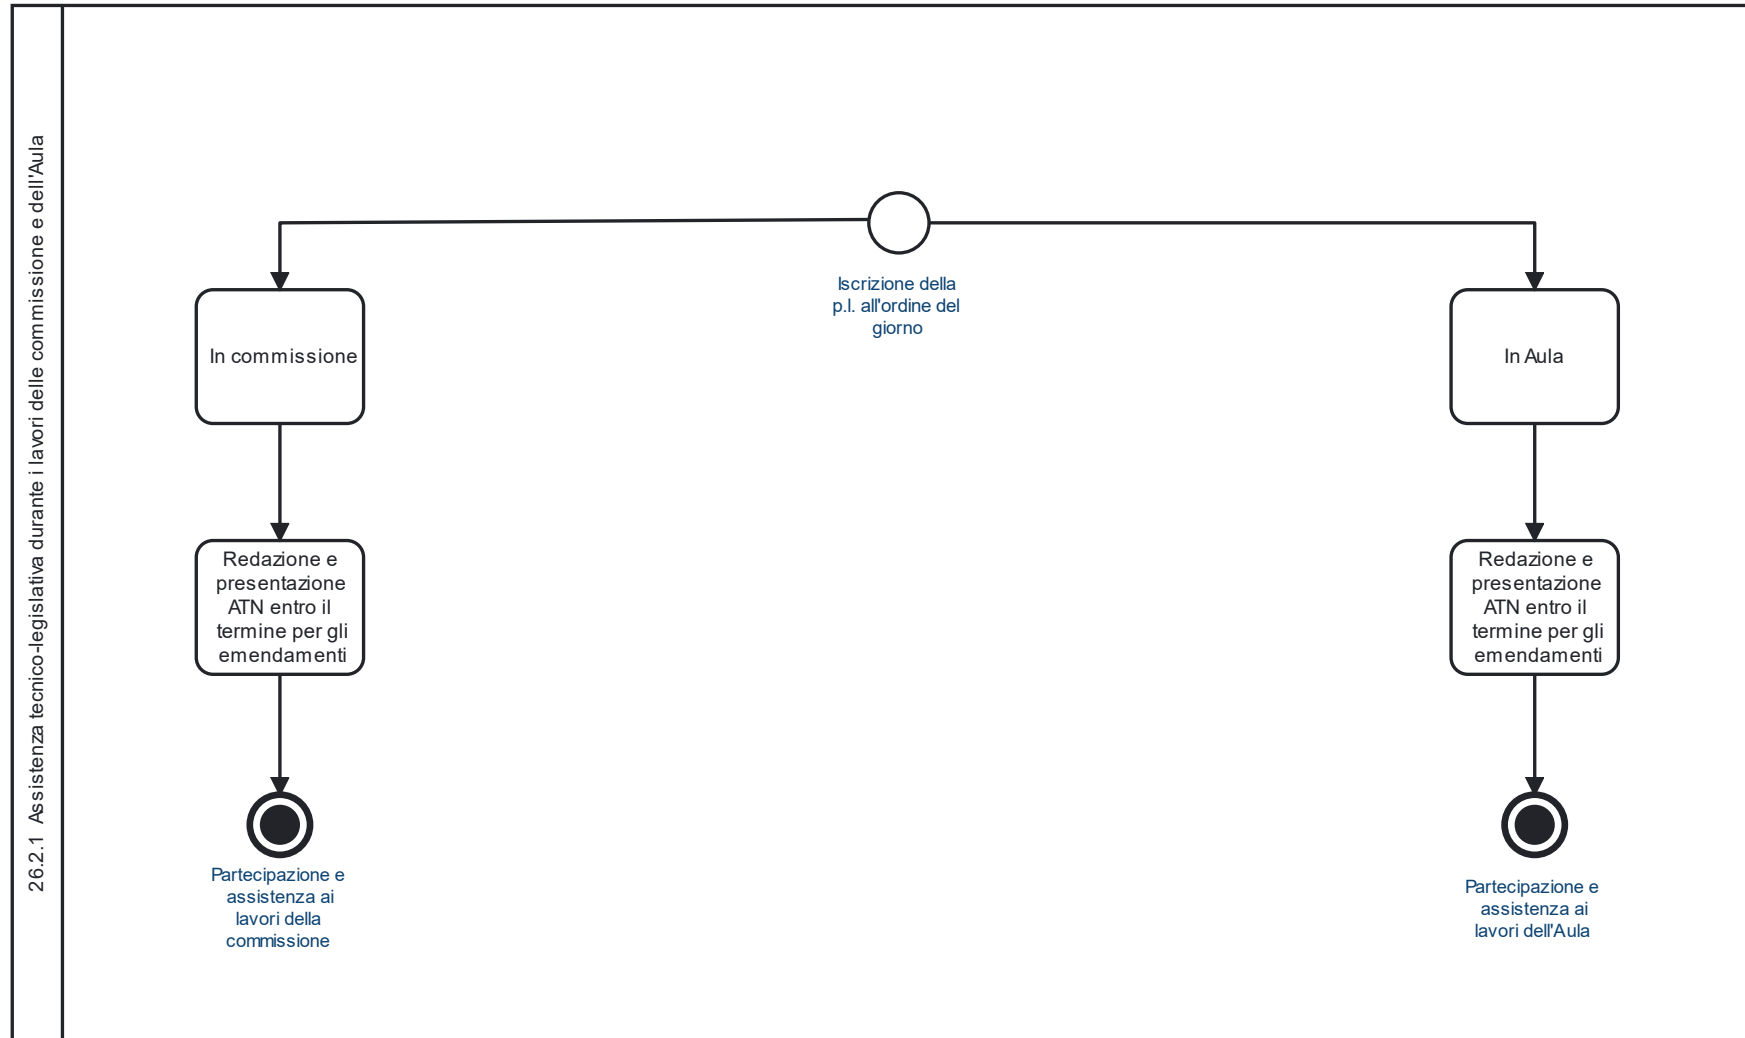 26.2.1 Assistenza tecnico-legislativa durante i lavori delle commissione e dell'Aula
Iscrizione della
p.l. all'ordine del
giorno
In commissione
In Aula
Redazione e
presentazione
ATN entro il
termine per gli
emendamenti
Redazione e
presentazione
ATN entro il
termine per gli
emendamenti
Partecipazione e
assistenza ai
lavori della
commissione
Partecipazione e
assistenza ai
lavori dell'Aula